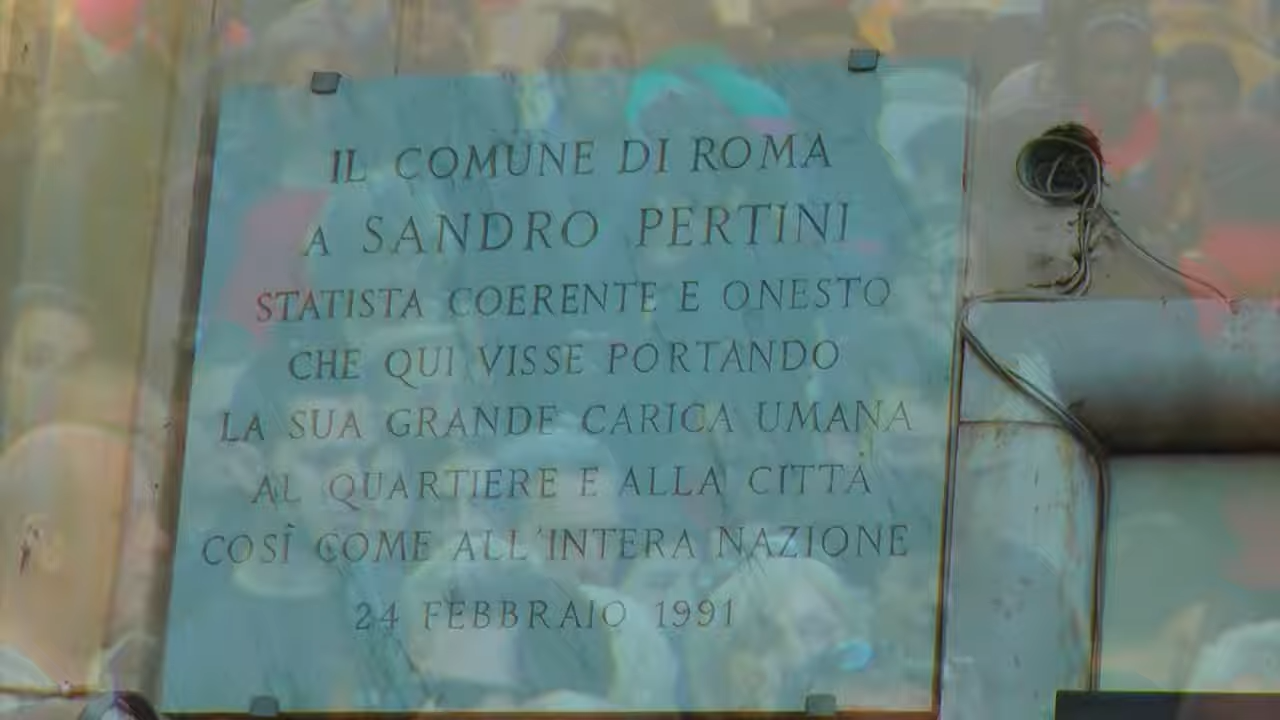 IL COMUNE DI ROMA
A SANDRO PERTINI
STATISTA COERENTE E ONESTO
CHE QUI VISSE PORTANDO
LA SUA GRANDE CARICA UMANA
AL QUARTIERE E ALLA CITTÀ
COSÌ COME ALL'INTERA NAZIONE
24 FEBBRAIO 1991